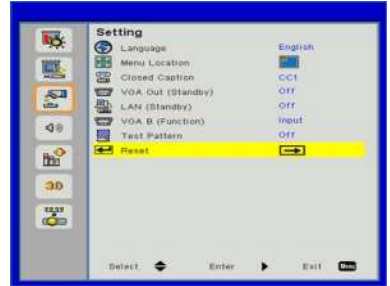 Setting
Language English
Menu Location
Closed Caption CC1
VGA Out (Standby) Off
LAN (Standby) Off
VGA B (Function) Input
Test Pattern Off
Reset
3D
Select Enter Exit Menu